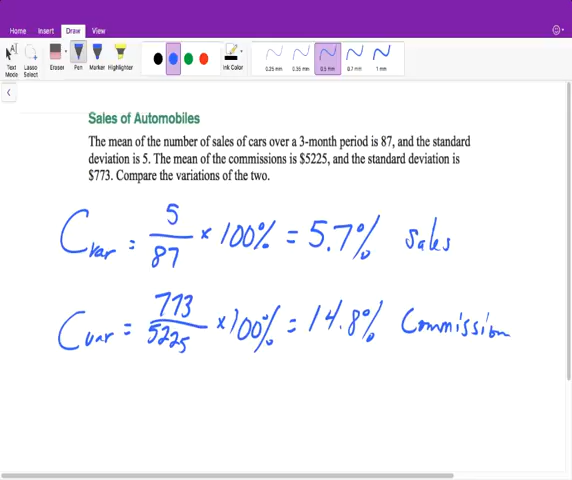 Home Insert Draw View
Text Mode Lasso Select Eraser Pen Marker Highlighter Ink Color 0.25 mm 0.35 mm 0.5 mm 0.7 mm 1 mm
Sales of Automobiles
The mean of the number of sales of cars over a 3-month period is 87, and the standard
deviation is 5. The mean of the commissions is $5225, and the standard deviation is
$773. Compare the variations of the two.
Cvar = 5/87 × 100% = 5.7% Sales
Cvar = 773/5225 × 100% = 14.8% Commission